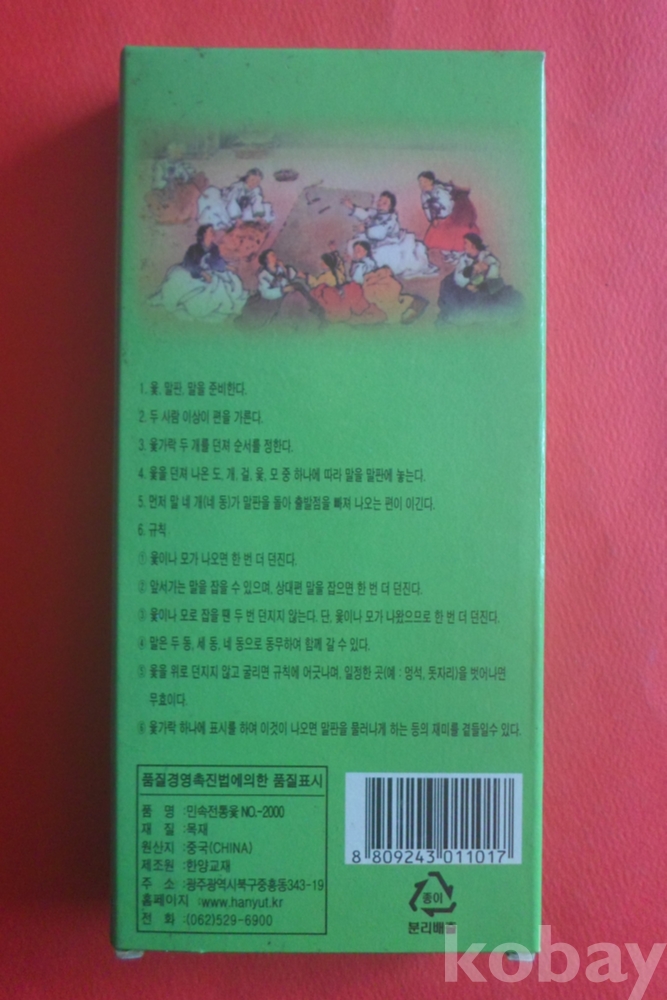 1. 윷, 말판, 말을 준비한다.
2. 두 사람 이상이 편을 가른다.
3. 윷가락 두 개를 던져 순서를 정한다.
4. 윷을 던져 나온 도, 개, 걸, 윷, 모 중 하나에 따라 말을 말판에 놓는다.
5. 먼저 말 네 개(네 동)가 말판을 돌아 출발점을 빠져 나오는 편이 이긴다.
6. 규칙
① 윷이나 모가 나오면 한 번 더 던진다.
② 앞서가는 말을 잡을 수 있으며, 상대편 말을 잡으면 한 번 더 던진다.
③ 윷이나 모로 잡을 땐 두 번 던지지 않는다. 단, 윷이나 모가 나왔으므로 한 번 더 던진다.
④ 말은 두 동, 세 동, 네 동으로 동무하여 함께 갈 수 있다.
⑤ 윷을 위로 던지지 않고 굴리면 규칙에 어긋나며, 일정한 곳(예 : 멍석, 돗자리)을 벗어나면
무효이다.
⑥ 윷가락 하나에 표시를 하여 이것이 나오면 말판을 물러나게 하는 등의 재미를 곁들일수 있다.
품질경영촉진법에의한 품질표시
품 명 :민속전통윷 NO.-2000
재 질 :목재
원산지 :중국(CHINA)
제조원 :한양교재
주 소 :광주광역시북구중흥동343-19
홈페이지 :www.hanyut.kr
전 화 :(062)529-6900
8 809243 011017
종이
분리배출
kobay